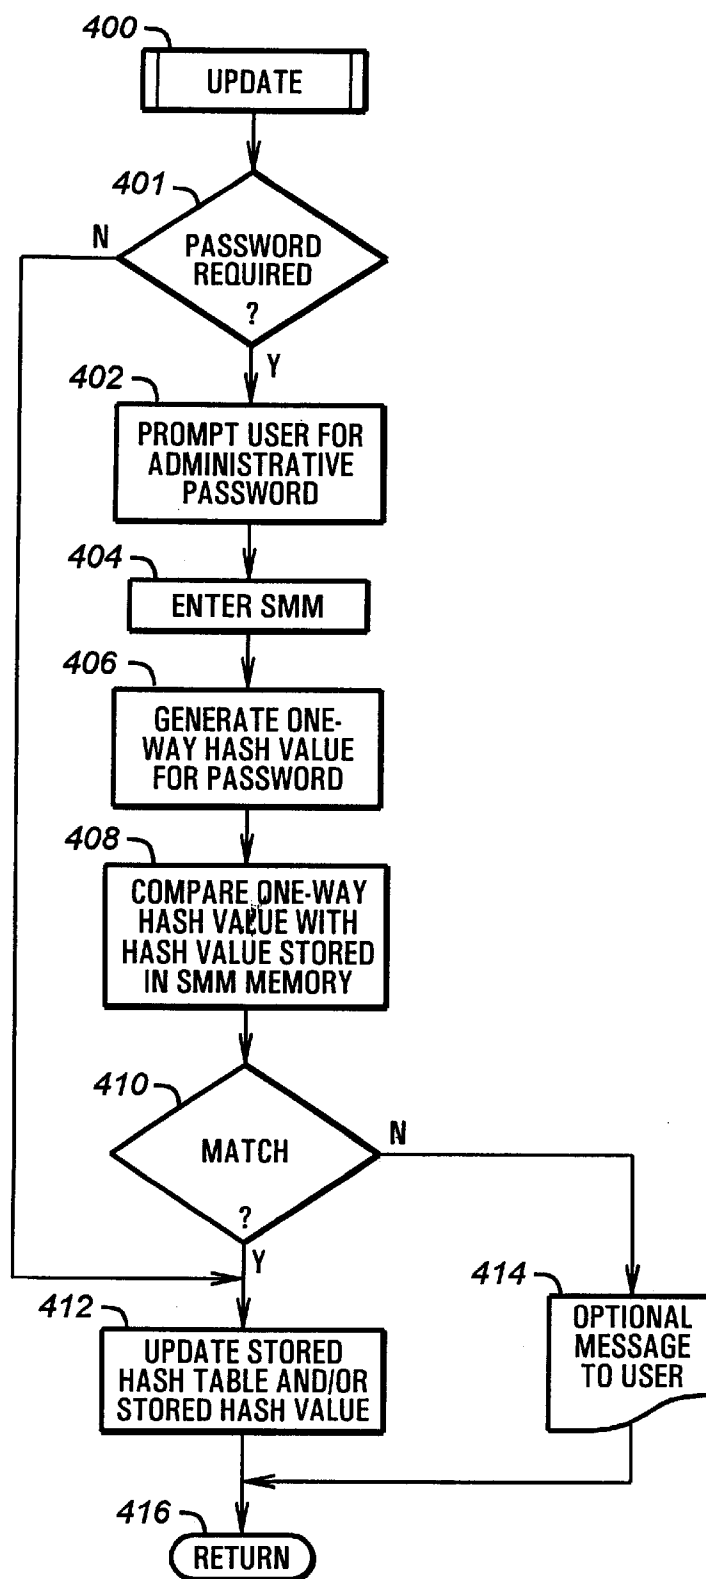 400
UPDATE
401
N
PASSWORD
REQUIRED
?
Y
402
PROMPT USER FOR
ADMINISTRATIVE
PASSWORD
404
ENTER SMM
406
GENERATE ONE-
WAY HASH VALUE
FOR PASSWORD
408
COMPARE ONE-WAY
HASH VALUE WITH
HASH VALUE STORED
IN SMM MEMORY
410
MATCH
?
N
Y
412
UPDATE STORED
HASH TABLE AND/OR
STORED HASH VALUE
414
OPTIONAL
MESSAGE
TO USER
416
RETURN